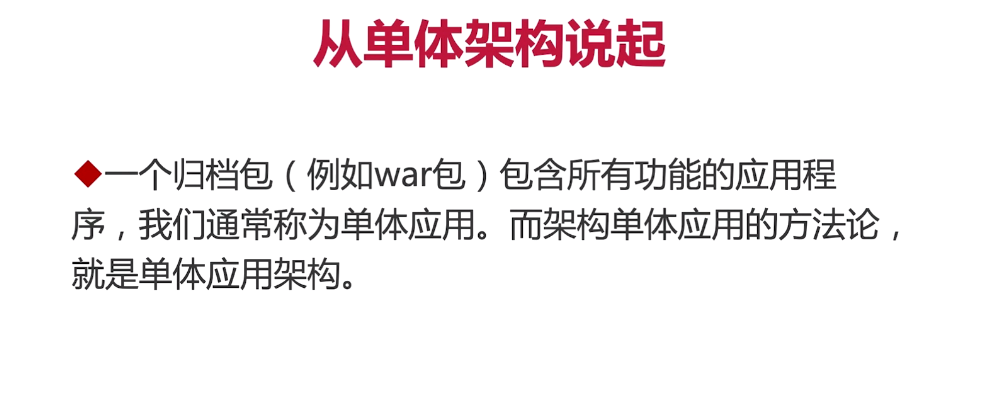 从单体架构说起
◆一个归档包（例如war包）包含所有功能的应用程
序，我们通常称为单体应用。而架构单体应用的方法论，
就是单体应用架构。